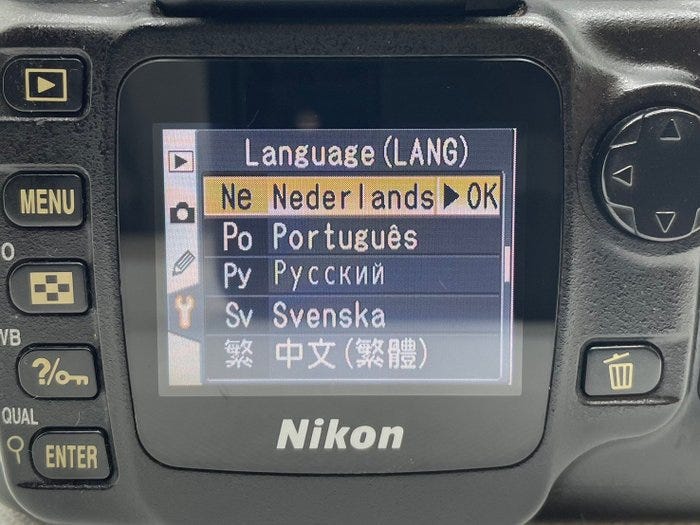 Language(LANG)
Ne Nederlands ▶OK
Po Português
Ру Русский
Sv Svenska
繁 中文(繁體)
Nikon
MENU
O
WB
?/
QUAL
ENTER